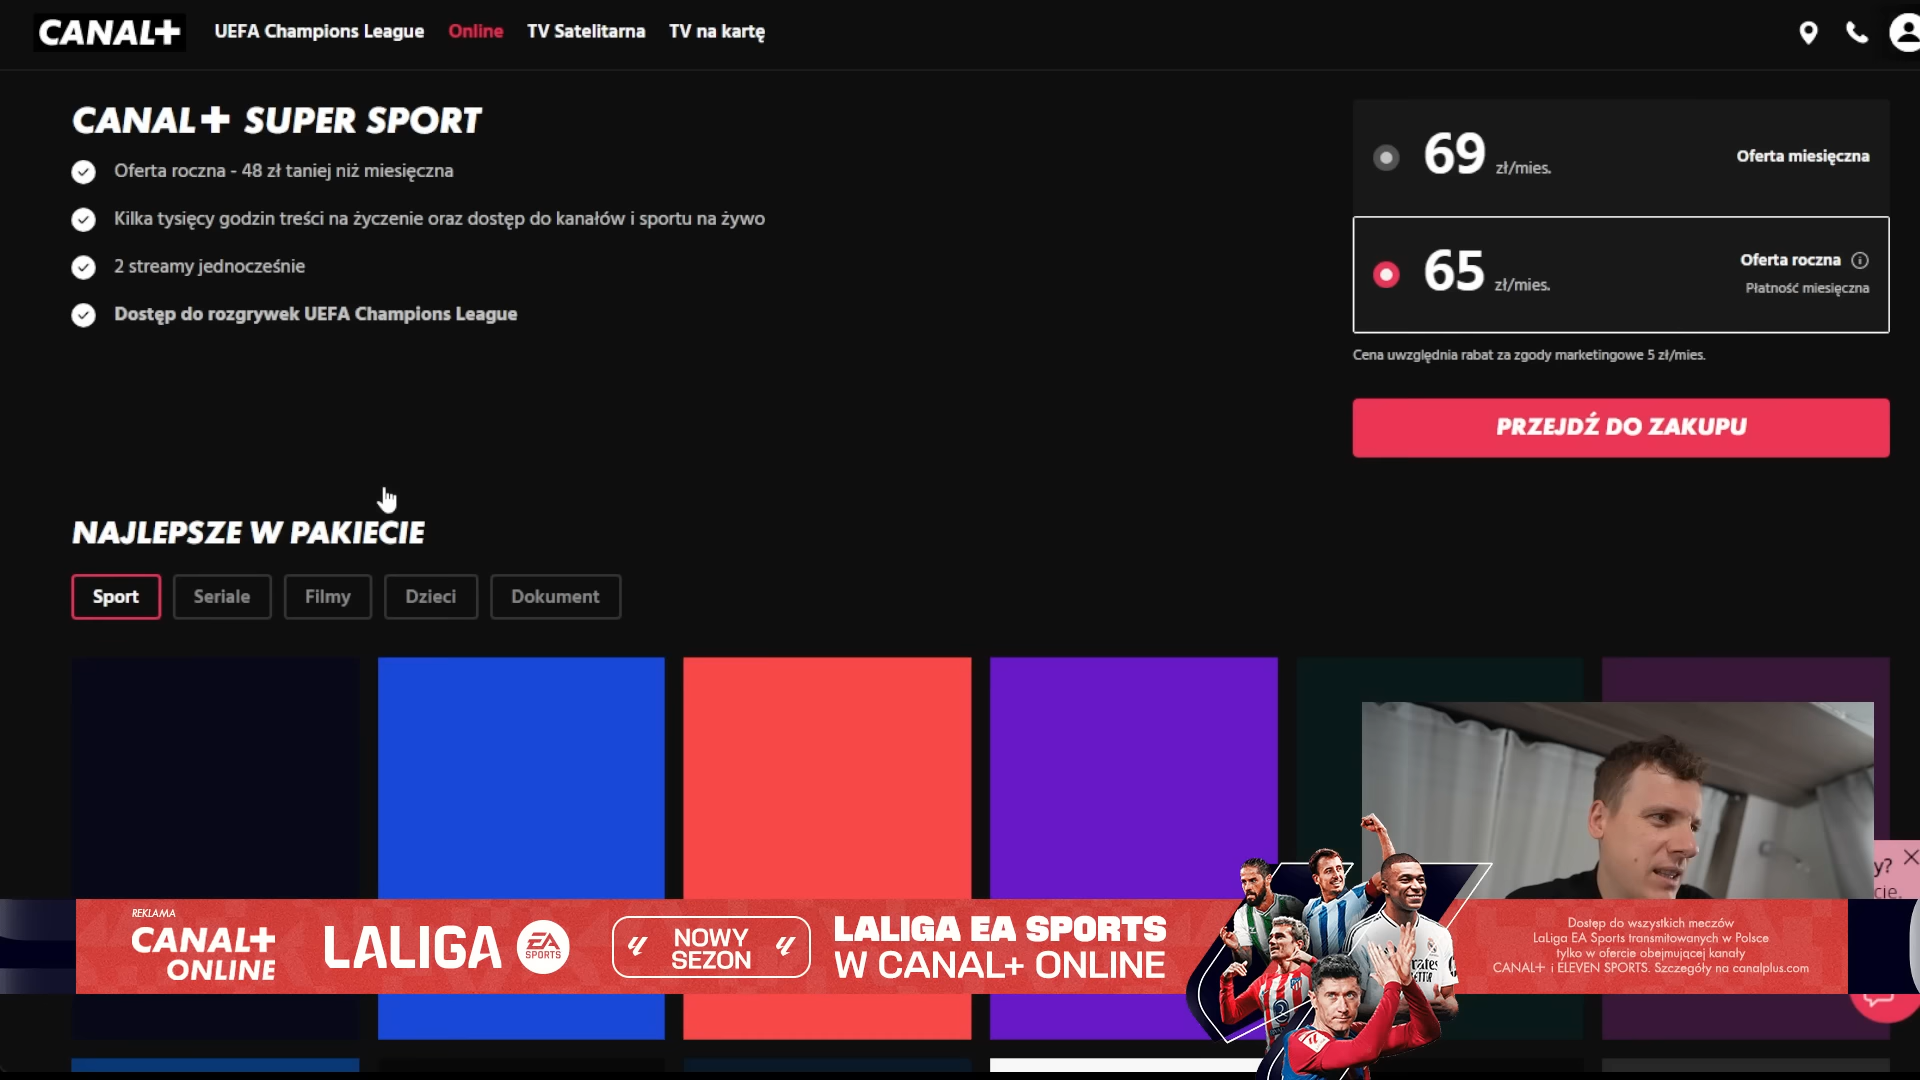 CANAL+
UEFA Champions League
Online
TV Satelitarna
TV na kartę
CANAL+ SUPER SPORT
Oferta roczna - 48 zł taniej niż miesięczna
Kilka tysięcy godzin treści na życzenie oraz dostęp do kanałów i sportu na żywo
2 streamy jednocześnie
Dostęp do rozgrywek UEFA Champions League
69 zł/mies.
Oferta miesięczna
65 zł/mies.
Oferta roczna
Płatność miesięczna
Cena uwzględnia rabat za zgody marketingowe 5 zł/mies.
PRZEJDŹ DO ZAKUPU
NAJLEPSZE W PAKIECIE
Sport
Seriale
Filmy
Dzieci
Dokument
y?
cie.
REKLAMA
CANAL+
ONLINE
LALIGA
EA
SPORTS
NOWY
SEZON
LALIGA EA SPORTS
W CANAL+ ONLINE
Dostęp do wszystkich meczów
LaLiga EA Sports transmitowanych w Polsce
tylko w ofercie obejmującej kanały
CANAL+ i ELEVEN SPORTS. Szczegóły na canalplus.com